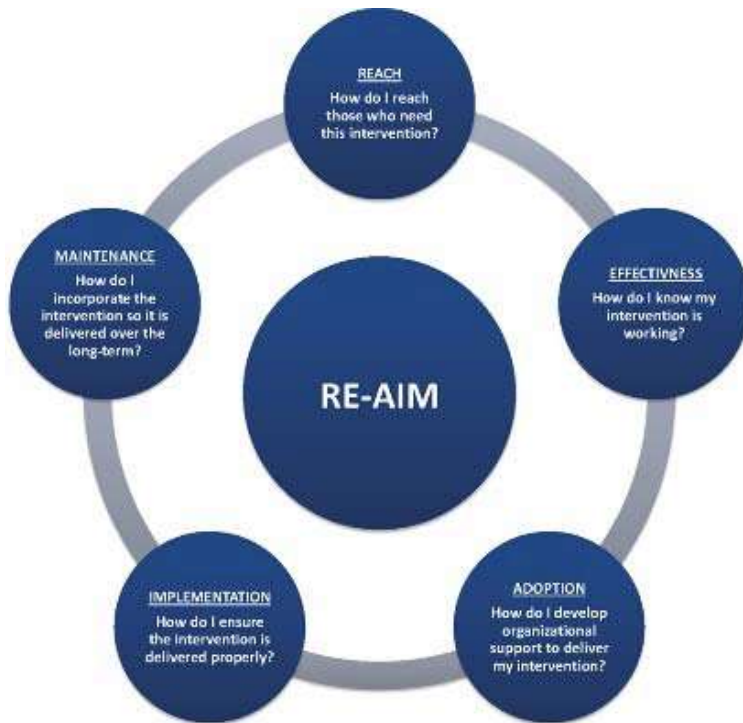 REACH
How do I reach
those who need
this intervention?
EFFECTIVNESS
How do I know my
intervention is
working?
ADOPTION
How do I develop
organizational
support to deliver
my intervention?
IMPLEMENTATION
How do I ensure
the intervention is
delivered properly?
MAINTENANCE
How do I
incorporate the
intervention so it is
delivered over the
long-term?
RE-AIM